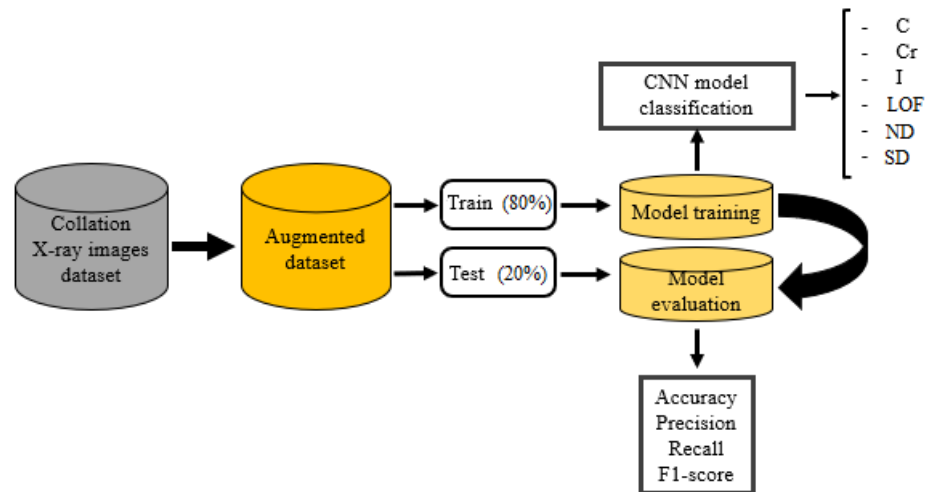 Collation
X-ray images
dataset
Augmented
dataset
Train (80%)
Test (20%)
CNN model
classification
Model training
Model
evaluation
Accuracy
Precision
Recall
F1-score
- C
- Cr
- I
- LOF
- ND
- SD